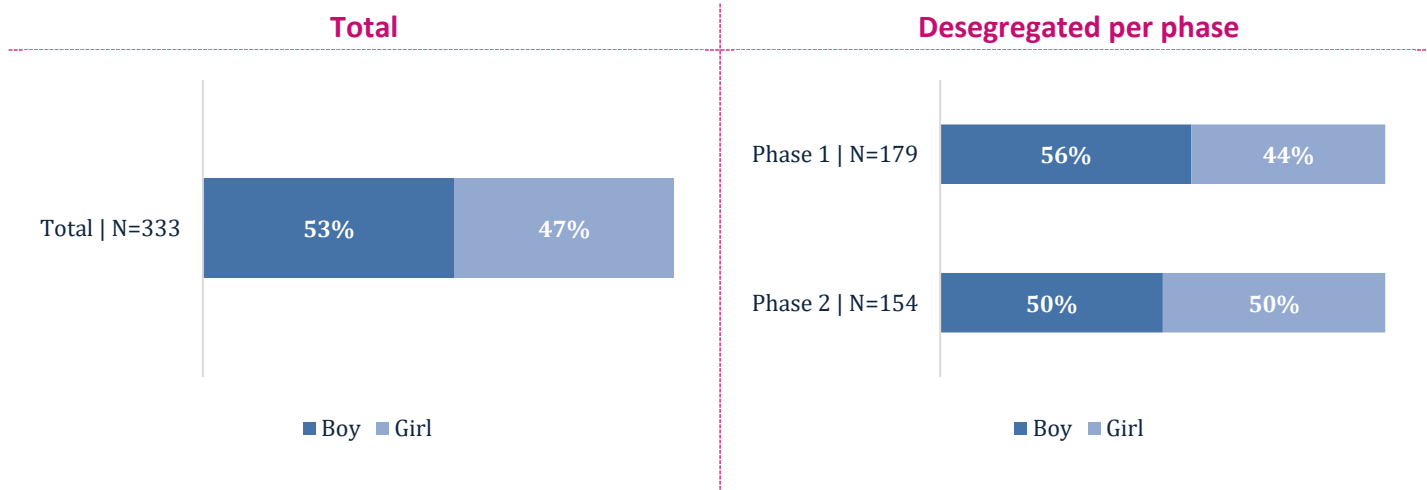 Total
Total | N=333
53%
47%
Boy Girl
Desegregated per phase
Phase 1 | N=179
56%
44%
Phase 2 | N=154
50%
50%
Boy Girl